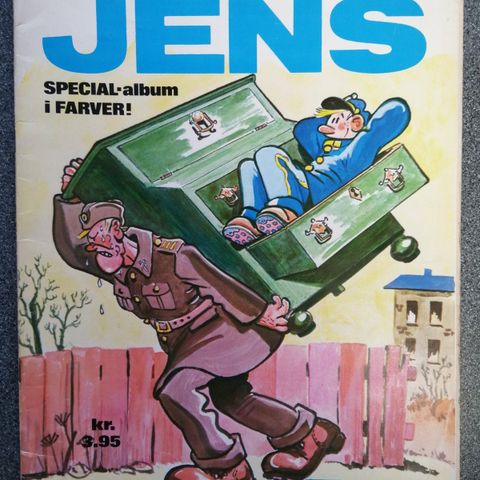 JENS
SPECIAL-album
i FARVER!
kr.
3.95